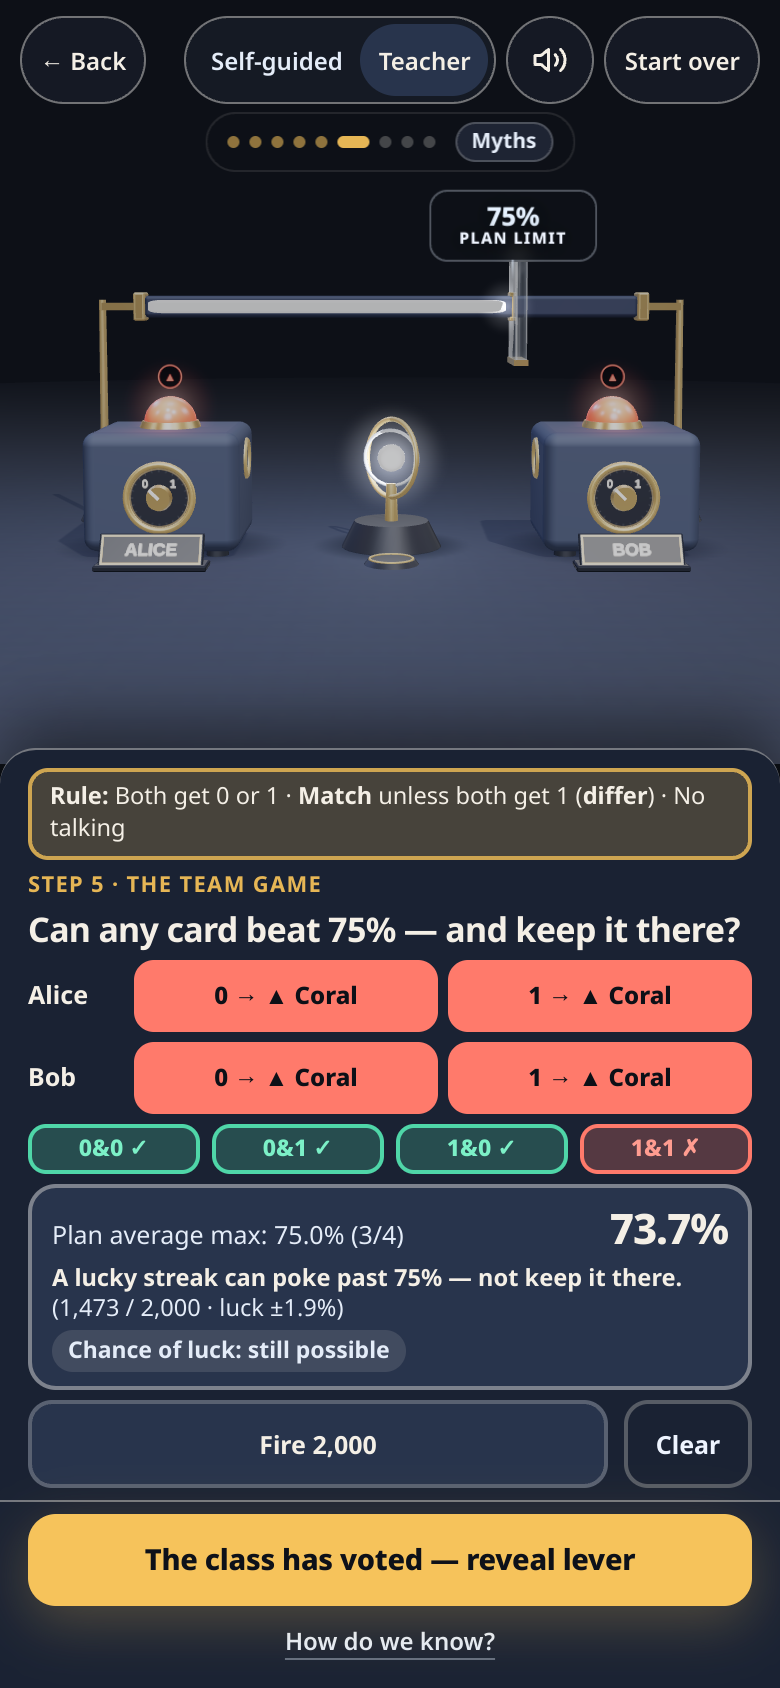 ← Back
Self-guided
Teacher
Start over
Myths
75%
PLAN LIMIT
▲
▲
0 1
0 1
ALICE
BOB
Rule: Both get 0 or 1 · Match unless both get 1 (differ) · No
talking
STEP 5 · THE TEAM GAME
Can any card beat 75% — and keep it there?
Alice
0 → ▲ Coral
1 → ▲ Coral
Bob
0 → ▲ Coral
1 → ▲ Coral
0&0 ✓
0&1 ✓
1&0 ✓
1&1 ✗
Plan average max: 75.0% (3/4)
73.7%
A lucky streak can poke past 75% — not keep it there.
(1,473 / 2,000 · luck ±1.9%)
Chance of luck: still possible
Fire 2,000
Clear
The class has voted — reveal lever
How do we know?